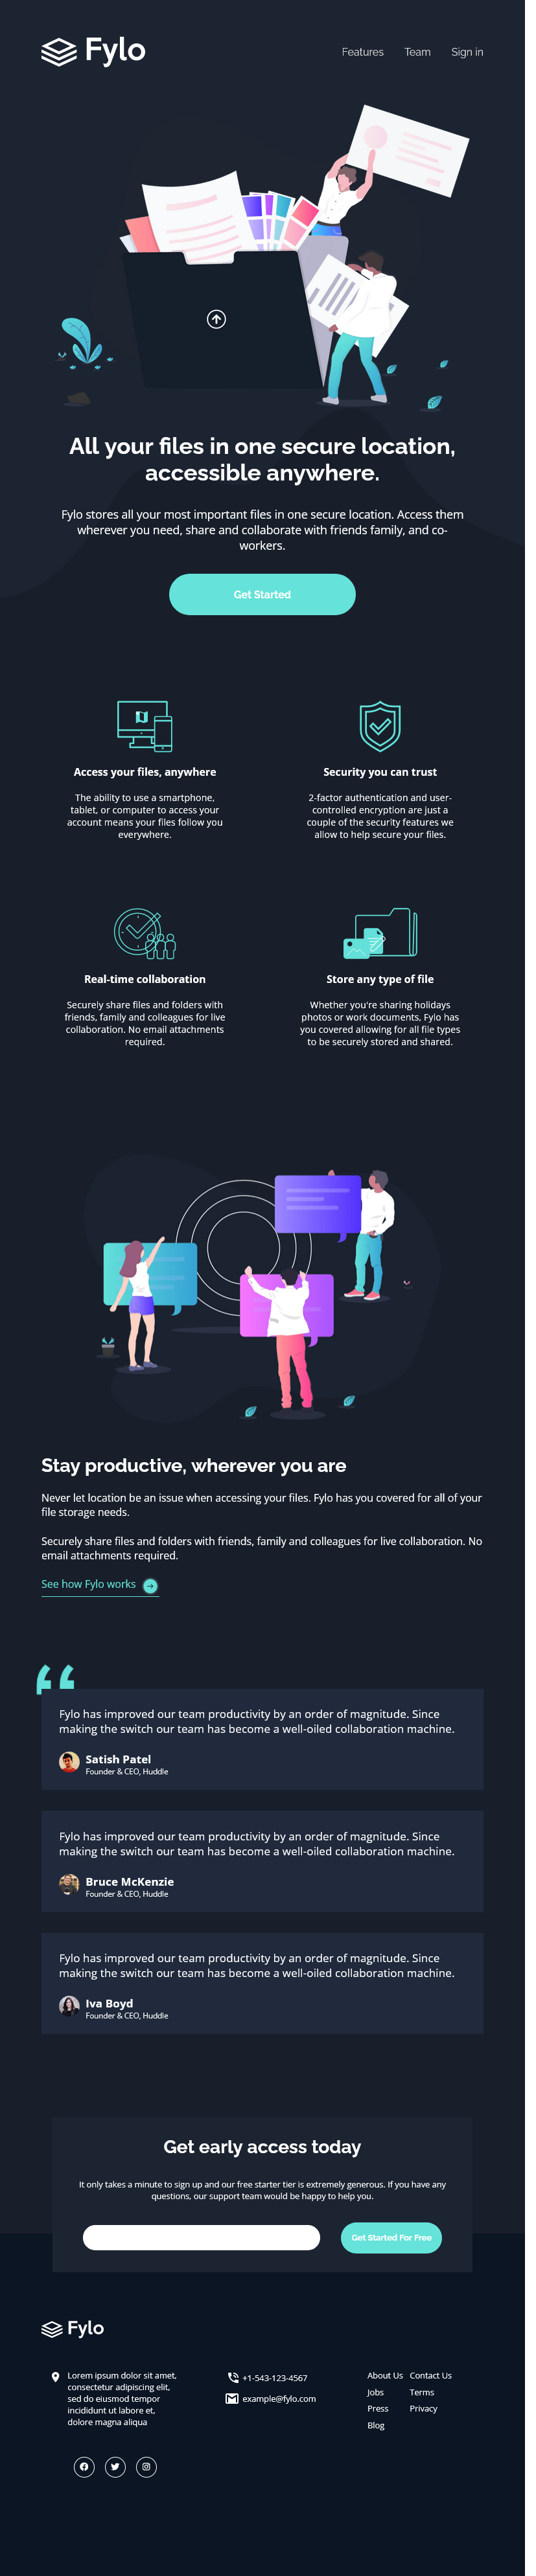 Fylo
Features Team Sign in
All your files in one secure location,
accessible anywhere.
Fylo stores all your most important files in one secure location. Access them
wherever you need, share and collaborate with friends family, and co-
workers.
Get Started
Access your files, anywhere
The ability to use a smartphone,
tablet, or computer to access your
account means your files follow you
everywhere.
Security you can trust
2-factor authentication and user-
controlled encryption are just a
couple of the security features we
allow to help secure your files.
Real-time collaboration
Securely share files and folders with
friends, family and colleagues for live
collaboration. No email attachments
required.
Store any type of file
Whether you're sharing holidays
photos or work documents, Fylo has
you covered allowing for all file types
to be securely stored and shared.
Stay productive, wherever you are
Never let location be an issue when accessing your files. Fylo has you covered for all of your
file storage needs.
Securely share files and folders with friends, family and colleagues for live collaboration. No
email attachments required.
See how Fylo works
Fylo has improved our team productivity by an order of magnitude. Since
making the switch our team has become a well-oiled collaboration machine.
Satish Patel
Founder & CEO, Huddle
Fylo has improved our team productivity by an order of magnitude. Since
making the switch our team has become a well-oiled collaboration machine.
Bruce McKenzie
Founder & CEO, Huddle
Fylo has improved our team productivity by an order of magnitude. Since
making the switch our team has become a well-oiled collaboration machine.
Iva Boyd
Founder & CEO, Huddle
Get early access today
It only takes a minute to sign up and our free starter tier is extremely generous. If you have any
questions, our support team would be happy to help you.
Get Started For Free
Fylo
Lorem ipsum dolor sit amet,
consectetur adipiscing elit,
sed do eiusmod tempor
incididunt ut labore et,
dolore magna aliqua
+1-543-123-4567
example@fylo.com
About Us Contact Us
Jobs Terms
Press Privacy
Blog